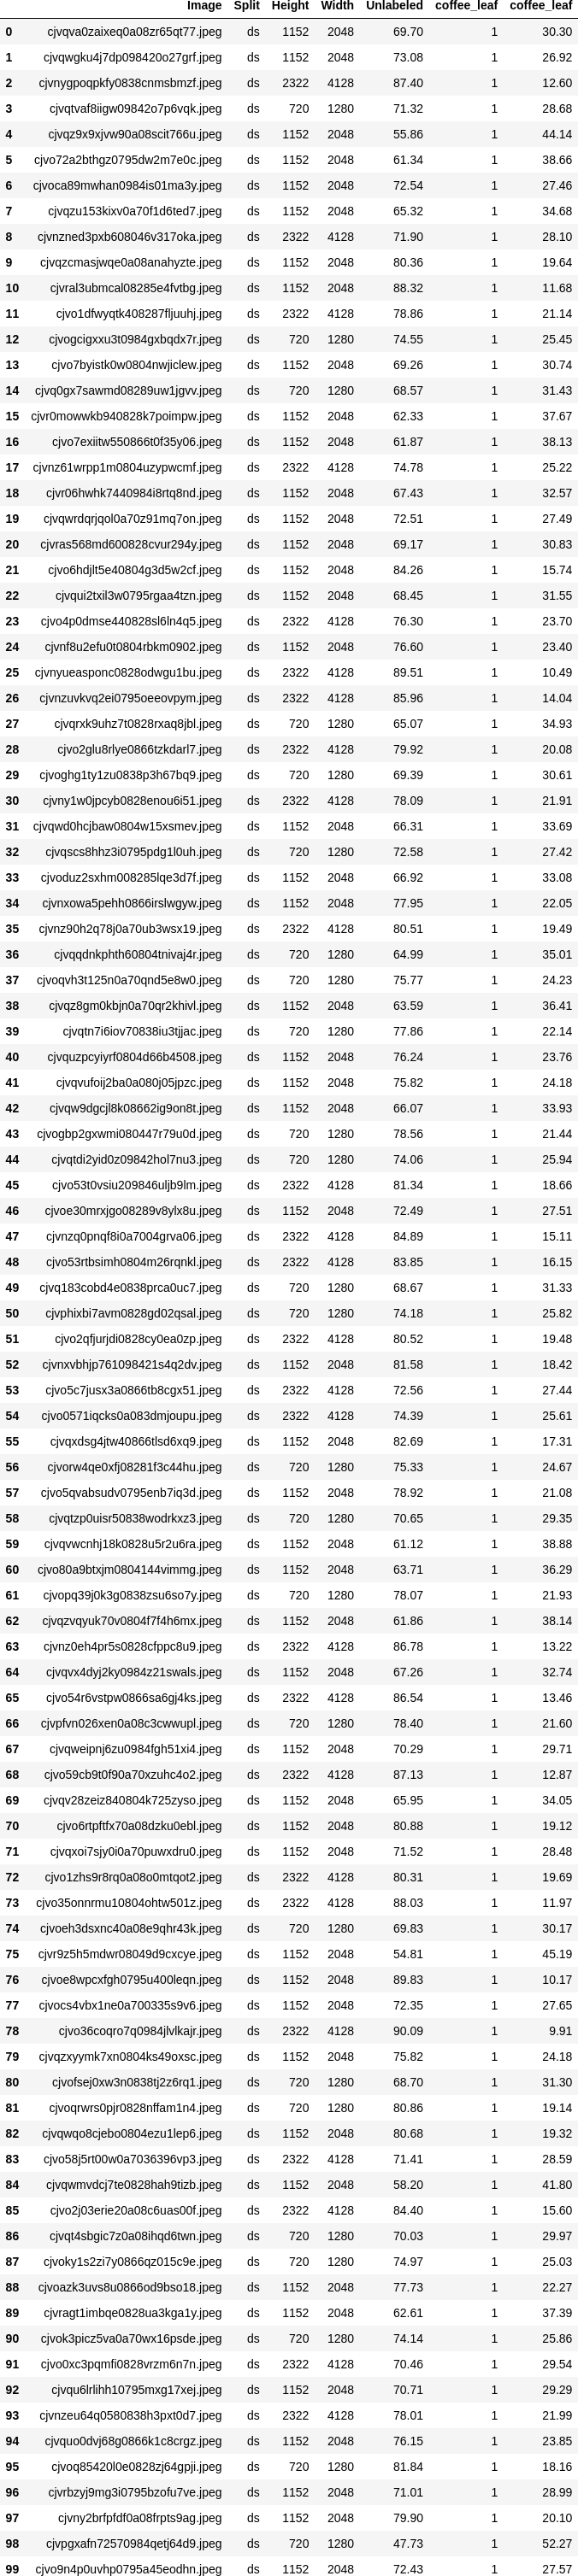 Image Split Height Width Unlabeled coffee_leaf coffee_leaf
0 cjvqva0zaixeq0a08zr65qt77.jpeg ds 1152 2048 69.70 1 30.30
1 cjvqwgku4j7dp098420o27grf.jpeg ds 1152 2048 73.08 1 26.92
2 cjvnygpoqpkfy0838cnmsbmzf.jpeg ds 2322 4128 87.40 1 12.60
3 cjvqtvaf8iigw09842o7p6vqk.jpeg ds 720 1280 71.32 1 28.68
4 cjvqz9x9xjvw90a08scit766u.jpeg ds 1152 2048 55.86 1 44.14
5 cjvo72a2bthgz0795dw2m7e0c.jpeg ds 1152 2048 61.34 1 38.66
6 cjvoca89mwhan0984is01ma3y.jpeg ds 1152 2048 72.54 1 27.46
7 cjvqzu153kixv0a70f1d6ted7.jpeg ds 1152 2048 65.32 1 34.68
8 cjvnzned3pxb608046v317oka.jpeg ds 2322 4128 71.90 1 28.10
9 cjvqzcmasjwqe0a08anahyzte.jpeg ds 1152 2048 80.36 1 19.64
10 cjvral3ubmcal08285e4fvtbg.jpeg ds 1152 2048 88.32 1 11.68
11 cjvo1dfwyqtk408287fljuuhj.jpeg ds 2322 4128 78.86 1 21.14
12 cjvogcigxxu3t0984gxbqdx7r.jpeg ds 720 1280 74.55 1 25.45
13 cjvo7byistk0w0804nwjiclew.jpeg ds 1152 2048 69.26 1 30.74
14 cjvq0gx7sawmd08289uw1jgvv.jpeg ds 720 1280 68.57 1 31.43
15 cjvr0mowwkb940828k7poimpw.jpeg ds 1152 2048 62.33 1 37.67
16 cjvo7exiitw550866t0f35y06.jpeg ds 1152 2048 61.87 1 38.13
17 cjvnz61wrpp1m0804uzypwcmf.jpeg ds 2322 4128 74.78 1 25.22
18 cjvr06hwhk7440984i8rtq8nd.jpeg ds 1152 2048 67.43 1 32.57
19 cjvqwrdqrjqol0a70z91mq7on.jpeg ds 1152 2048 72.51 1 27.49
20 cjvras568md600828cvur294y.jpeg ds 1152 2048 69.17 1 30.83
21 cjvo6hdjlt5e40804g3d5w2cf.jpeg ds 1152 2048 84.26 1 15.74
22 cjvqui2txil3w0795rgaa4tzn.jpeg ds 1152 2048 68.45 1 31.55
23 cjvo4p0dmse440828sl6ln4q5.jpeg ds 2322 4128 76.30 1 23.70
24 cjvnf8u2efu0t0804rbkm0902.jpeg ds 1152 2048 76.60 1 23.40
25 cjvnyueasponc0828odwgu1bu.jpeg ds 2322 4128 89.51 1 10.49
26 cjvnzuvkvq2ei0795oeeovpym.jpeg ds 2322 4128 85.96 1 14.04
27 cjvqrxk9uhz7t0828rxaq8jbl.jpeg ds 720 1280 65.07 1 34.93
28 cjvo2glu8rlye0866tzkdarl7.jpeg ds 2322 4128 79.92 1 20.08
29 cjvoghg1ty1zu0838p3h67bq9.jpeg ds 720 1280 69.39 1 30.61
30 cjvny1w0jpcyb0828enou6i51.jpeg ds 2322 4128 78.09 1 21.91
31 cjvqwd0hcjbaw0804w15xsmev.jpeg ds 1152 2048 66.31 1 33.69
32 cjvqscs8hhz3i0795pdg1l0uh.jpeg ds 720 1280 72.58 1 27.42
33 cjvoduz2sxhm008285lqe3d7f.jpeg ds 1152 2048 66.92 1 33.08
34 cjvnxowa5pehh0866irslwgyw.jpeg ds 1152 2048 77.95 1 22.05
35 cjvnz90h2q78j0a70ub3wsx19.jpeg ds 2322 4128 80.51 1 19.49
36 cjvqqdnkphth60804tnivaj4r.jpeg ds 720 1280 64.99 1 35.01
37 cjvoqvh3t125n0a70qnd5e8w0.jpeg ds 720 1280 75.77 1 24.23
38 cjvqz8gm0kbjn0a70qr2khivl.jpeg ds 1152 2048 63.59 1 36.41
39 cjvqtn7i6iov70838iu3tjjac.jpeg ds 720 1280 77.86 1 22.14
40 cjvquzpcyiyrf0804d66b4508.jpeg ds 1152 2048 76.24 1 23.76
41 cjvqvufoij2ba0a080j05jpzc.jpeg ds 1152 2048 75.82 1 24.18
42 cjvqw9dgcjl8k08662ig9on8t.jpeg ds 1152 2048 66.07 1 33.93
43 cjvogbp2gxwmi080447r79u0d.jpeg ds 720 1280 78.56 1 21.44
44 cjvqtdi2yid0z09842hol7nu3.jpeg ds 720 1280 74.06 1 25.94
45 cjvo53t0vsiu209846uljb9lm.jpeg ds 2322 4128 81.34 1 18.66
46 cjvoe30mrxjgo08289v8ylx8u.jpeg ds 1152 2048 72.49 1 27.51
47 cjvnzq0pnqf8i0a7004grva06.jpeg ds 2322 4128 84.89 1 15.11
48 cjvo53rtbsimh0804m26rqnkl.jpeg ds 2322 4128 83.85 1 16.15
49 cjvq183cobd4e0838prca0uc7.jpeg ds 720 1280 68.67 1 31.33
50 cjvphixbi7avm0828gd02qsal.jpeg ds 720 1280 74.18 1 25.82
51 cjvo2qfjurjdi0828cy0ea0zp.jpeg ds 2322 4128 80.52 1 19.48
52 cjvnxvbhjp761098421s4q2dv.jpeg ds 1152 2048 81.58 1 18.42
53 cjvo5c7jusx3a0866tb8cgx51.jpeg ds 2322 4128 72.56 1 27.44
54 cjvo0571iqcks0a083dmjoupu.jpeg ds 2322 4128 74.39 1 25.61
55 cjvqxdsg4jtw40866tlsd6xq9.jpeg ds 1152 2048 82.69 1 17.31
56 cjvorw4qe0xfj08281f3c44hu.jpeg ds 720 1280 75.33 1 24.67
57 cjvo5qvabsudv0795enb7iq3d.jpeg ds 1152 2048 78.92 1 21.08
58 cjvqtzp0uisr50838wodrkxz3.jpeg ds 720 1280 70.65 1 29.35
59 cjvqvwcnhj18k0828u5r2u6ra.jpeg ds 1152 2048 61.12 1 38.88
60 cjvo80a9btxjm0804144vimmg.jpeg ds 1152 2048 63.71 1 36.29
61 cjvopq39j0k3g0838zsu6so7y.jpeg ds 720 1280 78.07 1 21.93
62 cjvqzvqyuk70v0804f7f4h6mx.jpeg ds 1152 2048 61.86 1 38.14
63 cjvnz0eh4pr5s0828cfppc8u9.jpeg ds 2322 4128 86.78 1 13.22
64 cjvqvx4dyj2ky0984z21swals.jpeg ds 1152 2048 67.26 1 32.74
65 cjvo54r6vstpw0866sa6gj4ks.jpeg ds 2322 4128 86.54 1 13.46
66 cjvpfvn026xen0a08c3cwwupl.jpeg ds 720 1280 78.40 1 21.60
67 cjvqweipnj6zu0984fgh51xi4.jpeg ds 1152 2048 70.29 1 29.71
68 cjvo59cb9t0f90a70xzuhc4o2.jpeg ds 2322 4128 87.13 1 12.87
69 cjvqv28zeiz840804k725zyso.jpeg ds 1152 2048 65.95 1 34.05
70 cjvo6rtpftfx70a08dzku0ebl.jpeg ds 1152 2048 80.88 1 19.12
71 cjvqxoi7sjy0i0a70puwxdru0.jpeg ds 1152 2048 71.52 1 28.48
72 cjvo1zhs9r8rq0a08o0mtqot2.jpeg ds 2322 4128 80.31 1 19.69
73 cjvo35onnrmu10804ohtw501z.jpeg ds 2322 4128 88.03 1 11.97
74 cjvoeh3dsxnc40a08e9qhr43k.jpeg ds 720 1280 69.83 1 30.17
75 cjvr9z5h5mdwr08049d9cxcye.jpeg ds 1152 2048 54.81 1 45.19
76 cjvoe8wpcxfgh0795u400leqn.jpeg ds 1152 2048 89.83 1 10.17
77 cjvocs4vbx1ne0a700335s9v6.jpeg ds 1152 2048 72.35 1 27.65
78 cjvo36coqro7q0984jlvlkajr.jpeg ds 2322 4128 90.09 1 9.91
79 cjvqzxyymk7xn0804ks49oxsc.jpeg ds 1152 2048 75.82 1 24.18
80 cjvofsej0xw3n0838tj2z6rq1.jpeg ds 720 1280 68.70 1 31.30
81 cjvoqrwrs0pjr0828nffam1n4.jpeg ds 720 1280 80.86 1 19.14
82 cjvqwqo8cjebo0804ezu1lep6.jpeg ds 1152 2048 80.68 1 19.32
83 cjvo58j5rt00w0a7036396vp3.jpeg ds 2322 4128 71.41 1 28.59
84 cjvqwmvdcj7te0828hah9tizb.jpeg ds 1152 2048 58.20 1 41.80
85 cjvo2j03erie20a08c6uas00f.jpeg ds 2322 4128 84.40 1 15.60
86 cjvqt4sbgic7z0a08ihqd6twn.jpeg ds 720 1280 70.03 1 29.97
87 cjvoky1s2zi7y0866qz015c9e.jpeg ds 720 1280 74.97 1 25.03
88 cjvoazk3uvs8u0866od9bso18.jpeg ds 1152 2048 77.73 1 22.27
89 cjvragt1imbqe0828ua3kga1y.jpeg ds 1152 2048 62.61 1 37.39
90 cjvok3picz5va0a70wx16psde.jpeg ds 720 1280 74.14 1 25.86
91 cjvo0xc3pqmfi0828vrzm6n7n.jpeg ds 2322 4128 70.46 1 29.54
92 cjvqu6lrlihh10795mxg17xej.jpeg ds 1152 2048 70.71 1 29.29
93 cjvnzeu64q0580838h3pxt0d7.jpeg ds 2322 4128 78.01 1 21.99
94 cjvquo0dvj68g0866k1c8crgz.jpeg ds 1152 2048 76.15 1 23.85
95 cjvoq85420l0e0828zj64gpji.jpeg ds 720 1280 81.84 1 18.16
96 cjvrbzyj9mg3i0795bzofu7ve.jpeg ds 1152 2048 71.01 1 28.99
97 cjvny2brfpfdf0a08frpts9ag.jpeg ds 1152 2048 79.90 1 20.10
98 cjvpgxafn72570984qetj64d9.jpeg ds 720 1280 47.73 1 52.27
99 cjvo9n4p0uvhp0795a45eodhn.jpeg ds 1152 2048 72.43 1 27.57